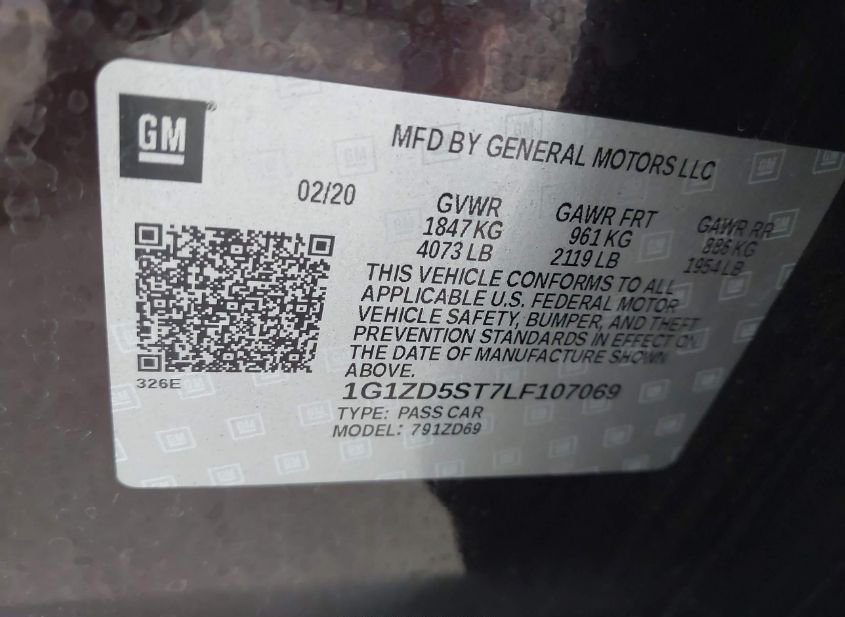 GM
MFD BY GENERAL MOTORS LLC
02/20
GVWR
1847 KG
4073 LB
GAWR FRT
961 KG
2119 LB
GAWR RR
886 KG
1954 LB
THIS VEHICLE CONFORMS TO ALL
APPLICABLE U.S. FEDERAL MOTOR
VEHICLE SAFETY, BUMPER, AND THEFT
PREVENTION STANDARDS IN EFFECT ON
THE DATE OF MANUFACTURE SHOWN
ABOVE.
326E
1G1ZD5ST7LF107069
TYPE: PASS CAR
MODEL: 791ZD69